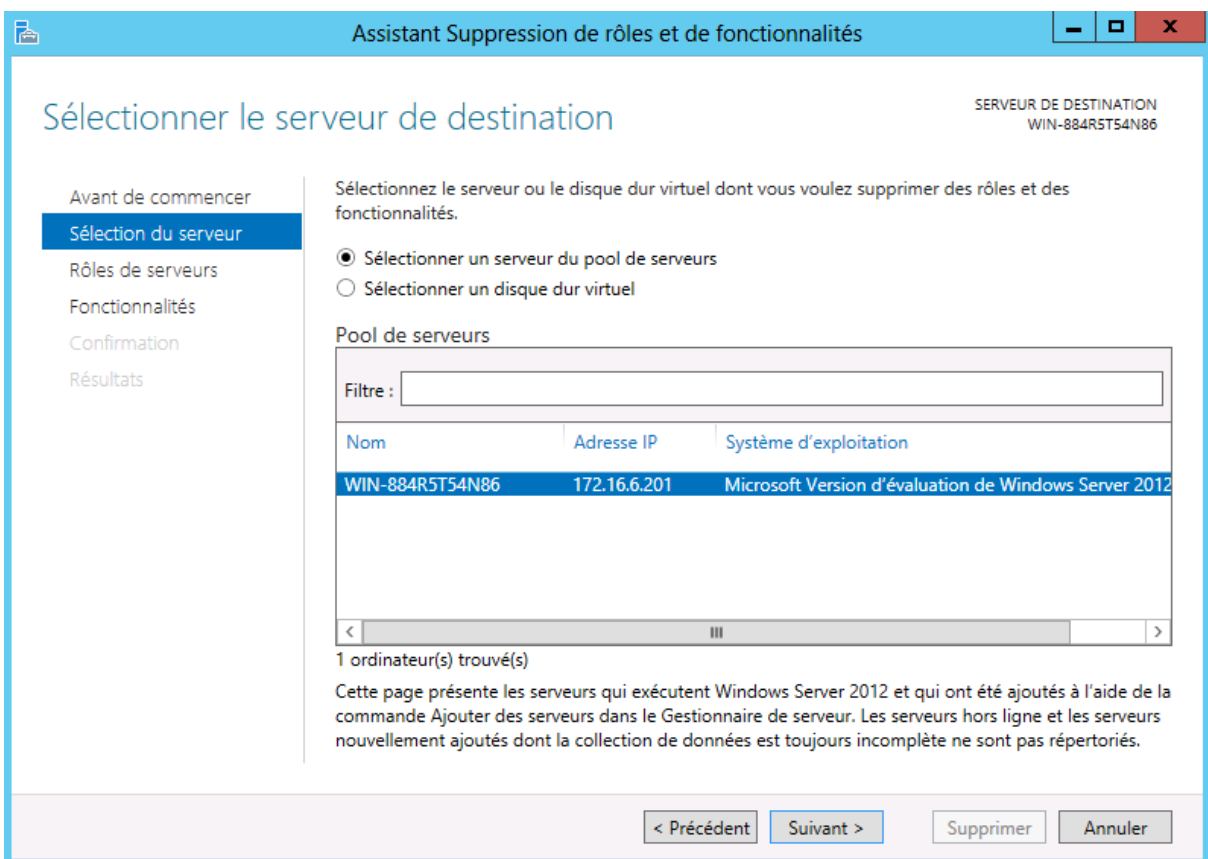 Assistant Suppression de rôles et de fonctionnalités
Sélectionner le serveur de destination
SERVEUR DE DESTINATION
WIN-884R5T54N86
Avant de commencer
Sélection du serveur
Rôles de serveurs
Fonctionnalités
Confirmation
Résultats
Sélectionnez le serveur ou le disque dur virtuel dont vous voulez supprimer des rôles et des
fonctionnalités.
Sélectionner un serveur du pool de serveurs
Sélectionner un disque dur virtuel
Pool de serveurs
Filtre :
Nom Adresse IP Système d'exploitation
WIN-884R5T54N86 172.16.6.201 Microsoft Version d'évaluation de Windows Server 2012
1 ordinateur(s) trouvé(s)
Cette page présente les serveurs qui exécutent Windows Server 2012 et qui ont été ajoutés à l'aide de la
commande Ajouter des serveurs dans le Gestionnaire de serveur. Les serveurs hors ligne et les serveurs
nouvellement ajoutés dont la collection de données est toujours incomplète ne sont pas répertoriés.
< Précédent Suivant > Supprimer Annuler